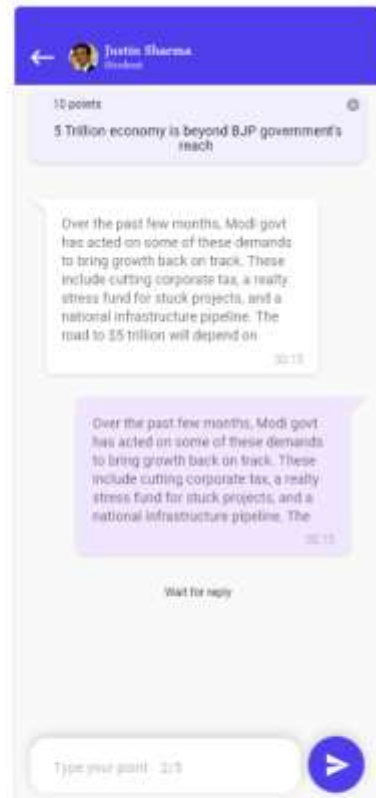 Justin Sharma
Student
10 points
5 Trillion economy is beyond BJP government's
reach
Over the past few months, Modi govt
has acted on some of these demands
to bring growth back on track. These
include cutting corporate tax, a realty
stress fund for stuck projects, and a
national infrastructure pipeline. The
road to $5 trillion will depend on
Over the past few months, Modi govt
has acted on some of these demands
to bring growth back on track. These
include cutting corporate tax, a realty
stress fund for stuck projects, and a
national infrastructure pipeline. The
Wait for reply
Type your point 2/5